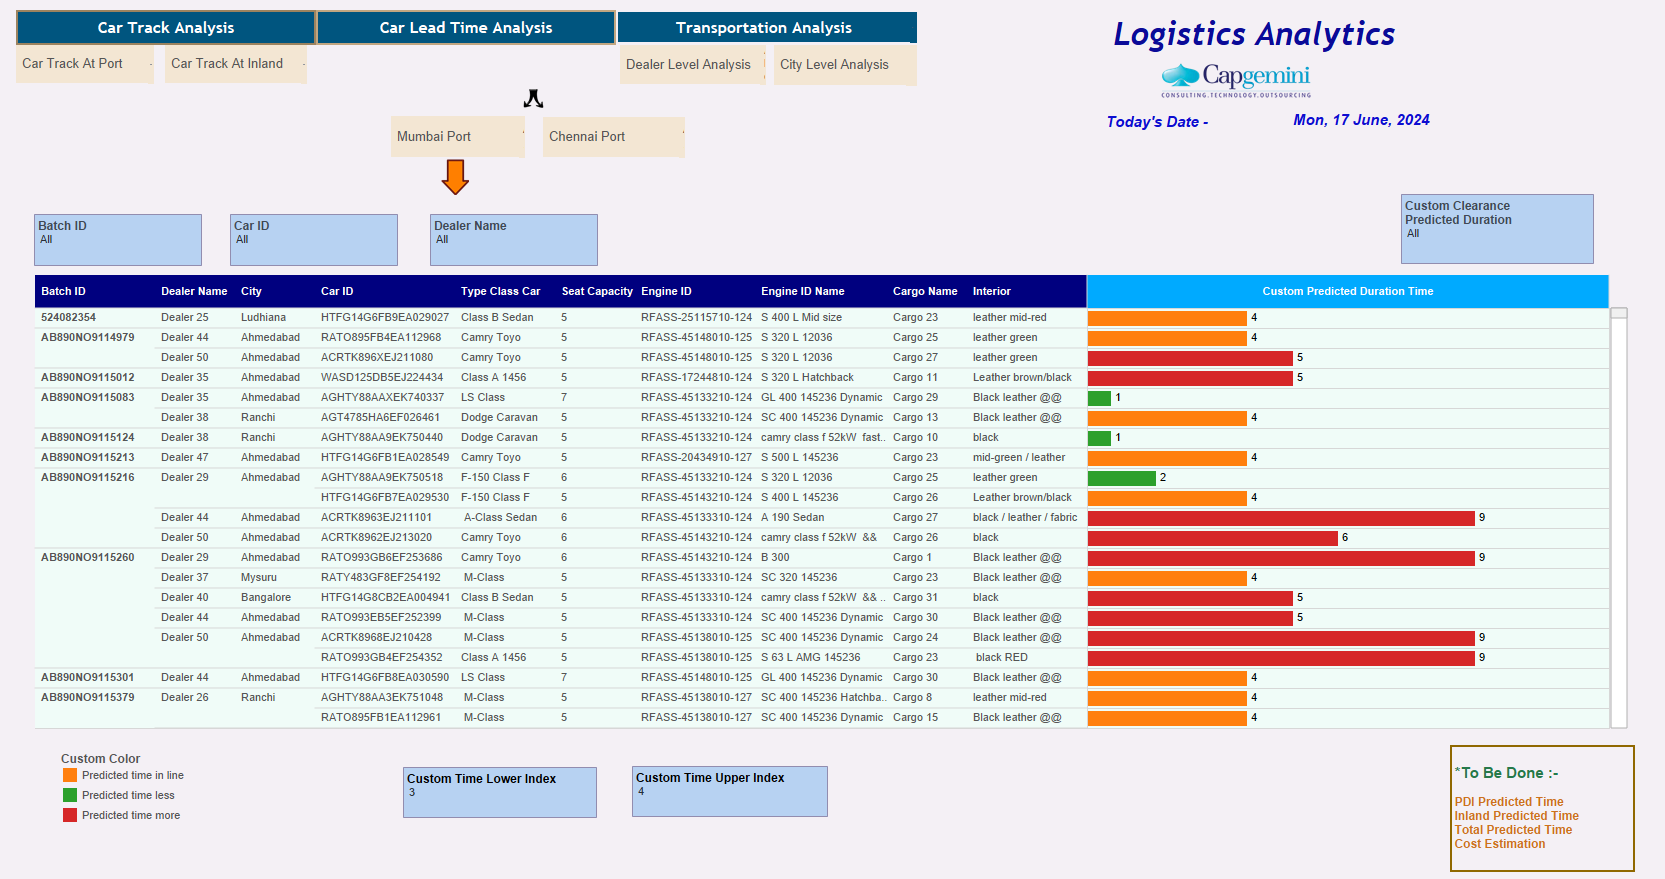 Car Track Analysis Car Lead Time Analysis Transportation Analysis
Logistics Analytics
Car Track At Port Car Track At Inland Dealer Level Analysis City Level Analysis
Capgemini
CONSULTING.TECHNOLOGY.OUTSOURCING
Today's Date - Mon, 17 June, 2024
Mumbai Port Chennai Port
Batch ID
All
Car ID
All
Dealer Name
All
Custom Clearance
Predicted Duration
All
Batch ID Dealer Name City Car ID Type Class Car Seat Capacity Engine ID Engine ID Name Cargo Name Interior Custom Predicted Duration Time
524082354 Dealer 25 Ludhiana HTFG14G6FB9EA029027 Class B Sedan 5 RFASS-25115710-124 S 400 L Mid size Cargo 23 leather mid-red 4
AB890NO9114979 Dealer 44 Ahmedabad RATO895FB4EA112968 Camry Toyo 5 RFASS-45148010-125 S 320 L 12036 Cargo 25 leather green 4
Dealer 50 Ahmedabad ACRTK896XEJ211080 Camry Toyo 5 RFASS-45148010-125 S 320 L 12036 Cargo 27 leather green 5
AB890NO9115012 Dealer 35 Ahmedabad WASD125DB5EJ224434 Class A 1456 5 RFASS-17244810-124 S 320 L Hatchback Cargo 11 Leather brown/black 5
AB890NO9115083 Dealer 35 Ahmedabad AGHTY88AAXEK740337 LS Class 7 RFASS-45133210-124 GL 400 145236 Dynamic Cargo 29 Black leather @@ 1
Dealer 38 Ranchi AGT4785HA6EF026461 Dodge Caravan 5 RFASS-45133210-124 SC 400 145236 Dynamic Cargo 13 Black leather @@ 4
AB890NO9115124 Dealer 38 Ranchi AGHTY88AA9EK750440 Dodge Caravan 5 RFASS-45133210-124 camry class f 52kW fast.. Cargo 10 black 1
AB890NO9115213 Dealer 47 Ahmedabad HTFG14G6FB1EA028549 Camry Toyo 5 RFASS-20434910-127 S 500 L 145236 Cargo 23 mid-green / leather 4
AB890NO9115216 Dealer 29 Ahmedabad AGHTY88AA9EK750518 F-150 Class F 6 RFASS-45133210-124 S 320 L 12036 Cargo 25 leather green 2
HTFG14G6FB7EA029530 F-150 Class F 5 RFASS-45143210-124 S 400 L 145236 Cargo 26 Leather brown/black 4
Dealer 44 Ahmedabad ACRTK8963EJ211101 A-Class Sedan 6 RFASS-45133310-124 A 190 Sedan Cargo 27 black / leather / fabric 9
Dealer 50 Ahmedabad ACRTK8962EJ213020 Camry Toyo 6 RFASS-45143210-124 camry class f 52kW && Cargo 26 black 6
AB890NO9115260 Dealer 29 Ahmedabad RATO993GB6EF253686 Camry Toyo 6 RFASS-45143210-124 B 300 Cargo 1 Black leather @@ 9
Dealer 37 Mysuru RATY483GF8EF254192 M-Class 5 RFASS-45133310-124 SC 320 145236 Cargo 23 Black leather @@ 4
Dealer 40 Bangalore HTFG14G8CB2EA004941 Class B Sedan 5 RFASS-45133310-124 camry class f 52kW && .. Cargo 31 black 5
Dealer 44 Ahmedabad RATO993EB5EF252399 M-Class 5 RFASS-45133310-124 SC 400 145236 Dynamic Cargo 30 Black leather @@ 5
Dealer 50 Ahmedabad ACRTK8968EJ210428 M-Class 5 RFASS-45138010-125 SC 400 145236 Dynamic Cargo 24 Black leather @@ 9
RATO993GB4EF254352 Class A 1456 5 RFASS-45138010-125 S 63 L AMG 145236 Cargo 23 black RED 9
AB890NO9115301 Dealer 44 Ahmedabad HTFG14G6FB8EA030590 LS Class 7 RFASS-45148010-125 GL 400 145236 Dynamic Cargo 30 Black leather @@ 4
AB890NO9115379 Dealer 26 Ranchi AGHTY88AA3EK751048 M-Class 5 RFASS-45138010-127 SC 400 145236 Hatchba.. Cargo 8 leather mid-red 4
RATO895FB1EA112961 M-Class 5 RFASS-45138010-127 SC 400 145236 Dynamic Cargo 15 Black leather @@ 4
Custom Color
Predicted time in line
Predicted time less
Predicted time more
Custom Time Lower Index
3
Custom Time Upper Index
4
*To Be Done :-
PDI Predicted Time
Inland Predicted Time
Total Predicted Time
Cost Estimation